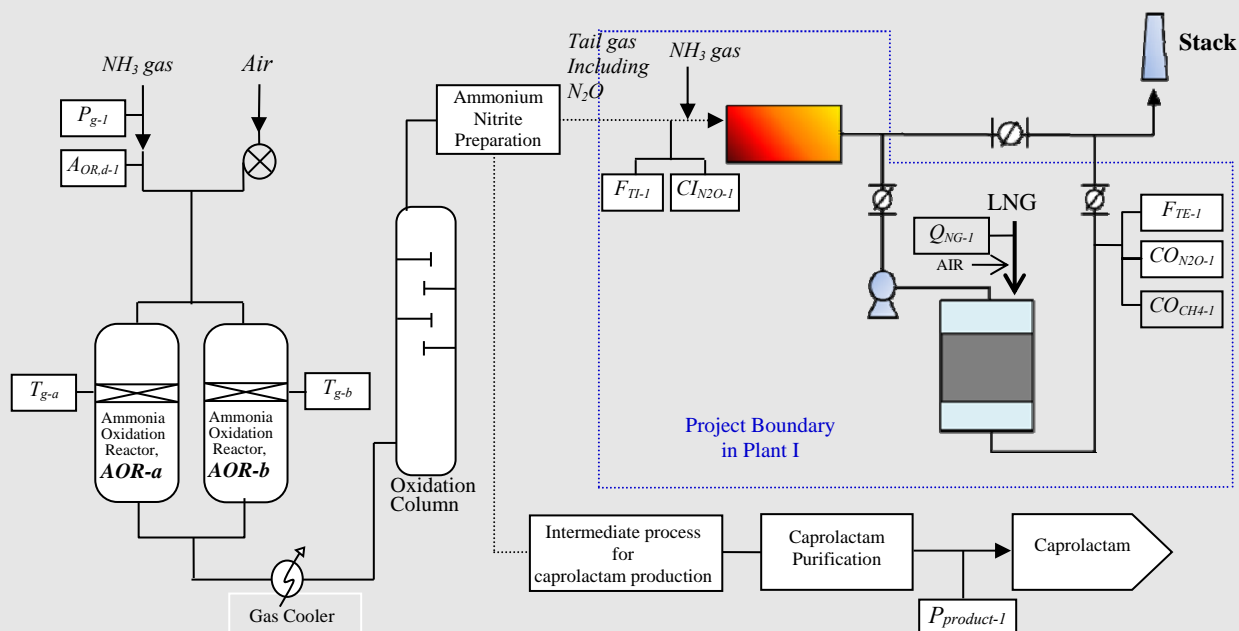 NH3 gas
Air
Pg-1
AOR,d-1
Ammonium
Nitrite
Preparation
Tail gas
Including
N2O
NH3 gas
Stack
FTI-1
CIN2O-1
LNG
QNG-1
AIR
FTE-1
CON2O-1
COCH4-1
Tg-a
Tg-b
Ammonia
Oxidation
Reactor,
AOR-a
Ammonia
Oxidation
Reactor,
AOR-b
Oxidation
Column
Project Boundary
in Plant I
Gas Cooler
Intermediate process
for
caprolactam production
Caprolactam
Purification
Caprolactam
Pproduct-1